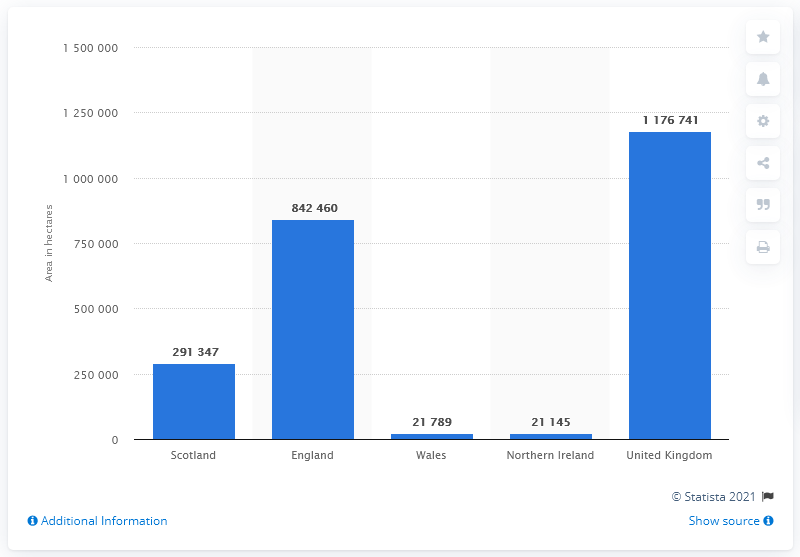 1 500 000
1 250 000
1 000 000
750 000
500 000
250 000
0
Area in hectares
291 347
842 460
21 789
21 145
1 176 741
Scotland
England
Wales
Northern Ireland
United Kingdom
© Statista 2021
Additional Information
Show source